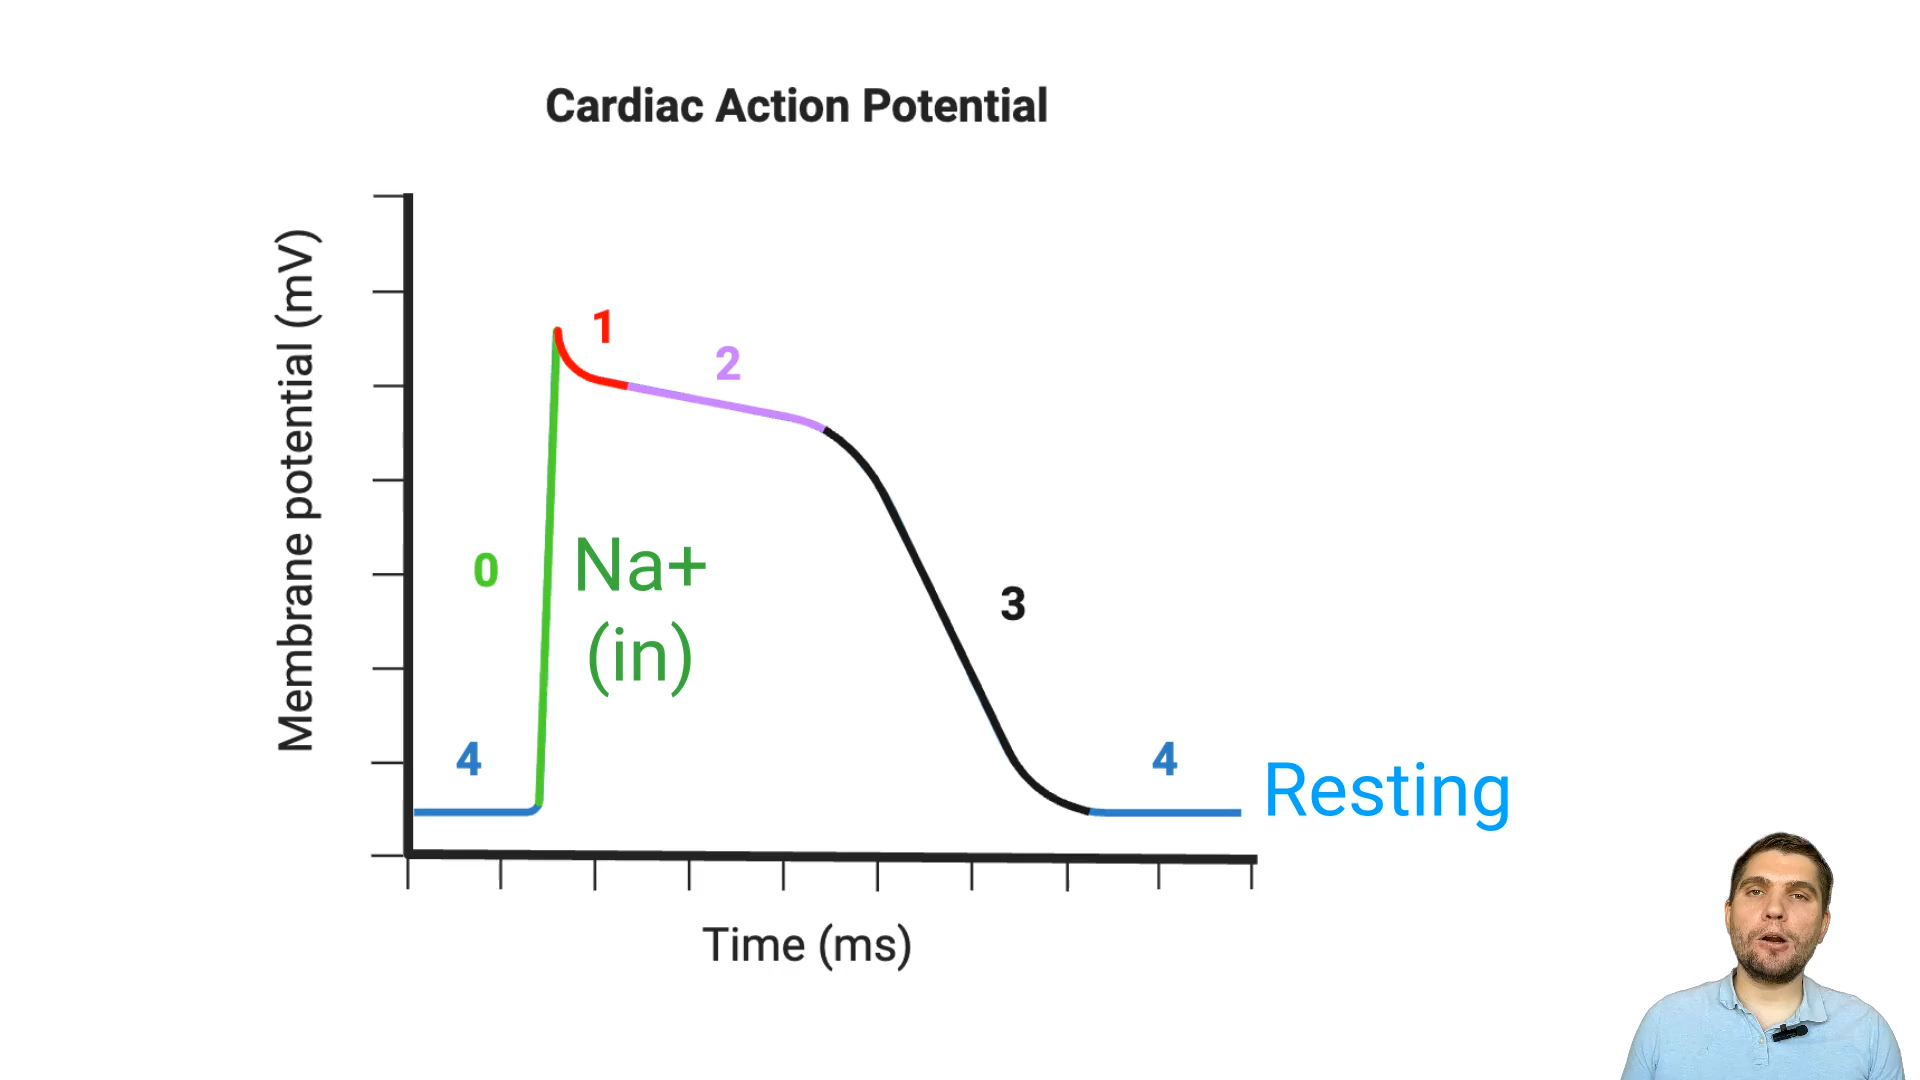 Cardiac Action Potential
Membrane potential (mV)
1
2
0
Na+
(in)
3
4
4
Resting
Time (ms)